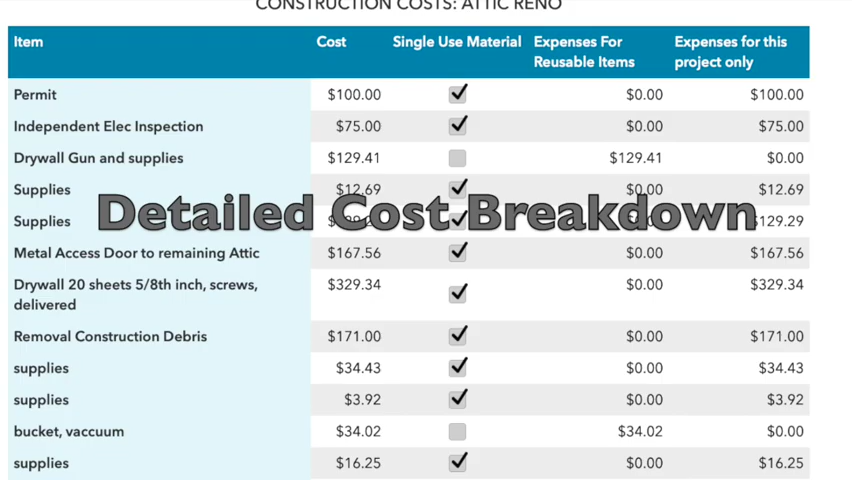 CONSTRUCTION COSTS: ATTIC RENO
Item Cost Single Use Material Expenses For Reusable Items Expenses for this project only
Permit $100.00 $0.00 $100.00
Independent Elec Inspection $75.00 $0.00 $75.00
Drywall Gun and supplies $129.41 $129.41 $0.00
Supplies $12.69 $0.00 $12.69
Detailed Cost Breakdown
Supplies $129.29
Metal Access Door to remaining Attic $167.56 $0.00 $167.56
Drywall 20 sheets 5/8th inch, screws, delivered $329.34 $0.00 $329.34
Removal Construction Debris $171.00 $0.00 $171.00
supplies $34.43 $0.00 $34.43
supplies $3.92 $0.00 $3.92
bucket, vaccuum $34.02 $34.02 $0.00
supplies $16.25 $0.00 $16.25